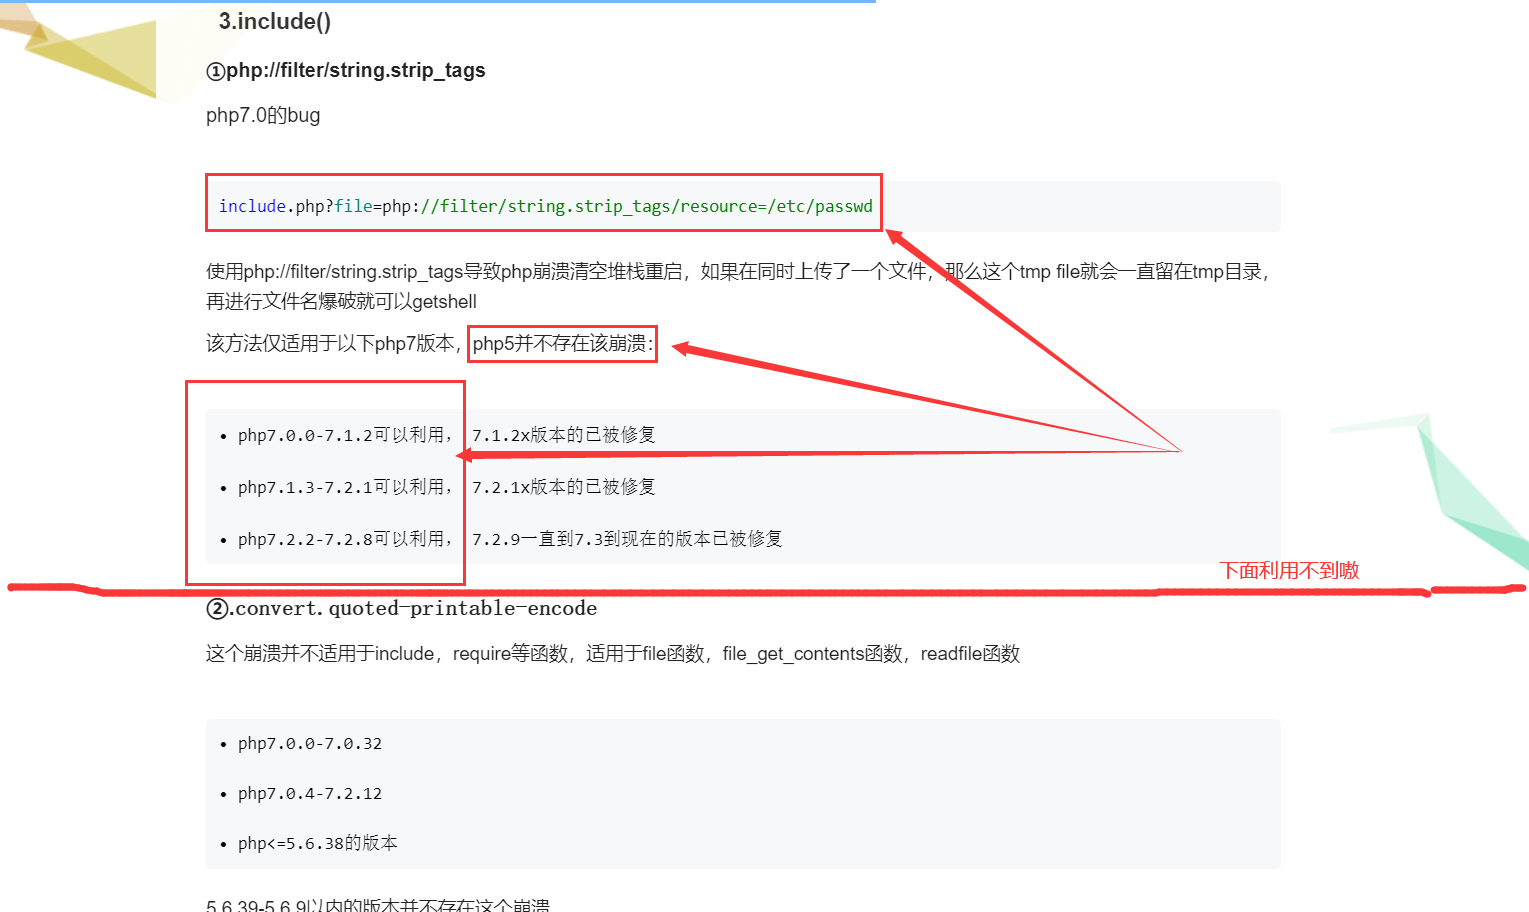 3.include()
①php://filter/string.strip_tags
php7.0的bug
include.php?file=php://filter/string.strip_tags/resource=/etc/passwd
使用php://filter/string.strip_tags导致php崩溃清空堆栈重启，如果在同时上传了一个文件，那么这个tmp file就会一直留在tmp目录，
再进行文件名爆破就可以getshell
该方法仅适用于以下php7版本，php5并不存在该崩溃：
• php7.0.0-7.1.2可以利用， 7.1.2x版本的已被修复
• php7.1.3-7.2.1可以利用， 7.2.1x版本的已被修复
• php7.2.2-7.2.8可以利用， 7.2.9一直到7.3到现在的版本已被修复
下面利用不到嗷
②.convert.quoted-printable-encode
这个崩溃并不适用于include，require等函数，适用于file函数，file_get_contents函数，readfile函数
• php7.0.0-7.0.32
• php7.0.4-7.2.12
• php<=5.6.38的版本
5.6.39-5.6.9以内的版本并不存在这个崩溃